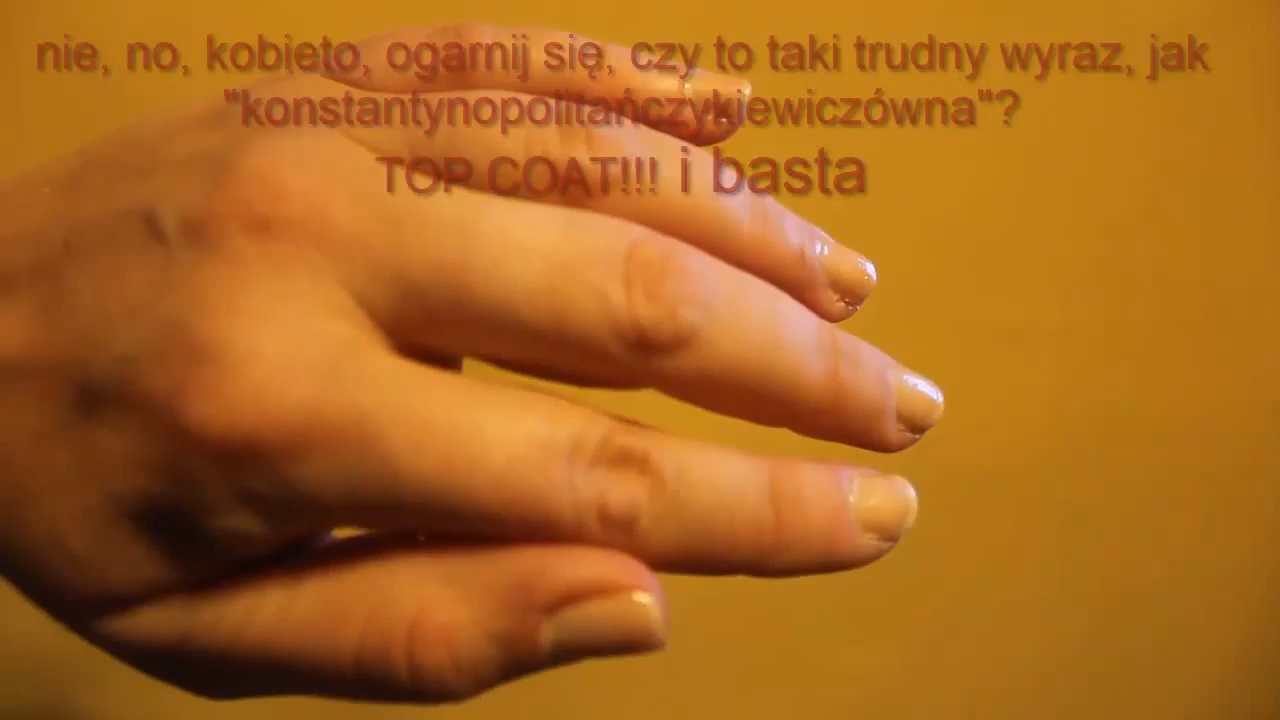 nie, no, kobieto, ogarnij się, czy to taki trudny wyraz, jak
"konstantynopolitańczykiewiczówna"?
TOP COAT!!! i basta